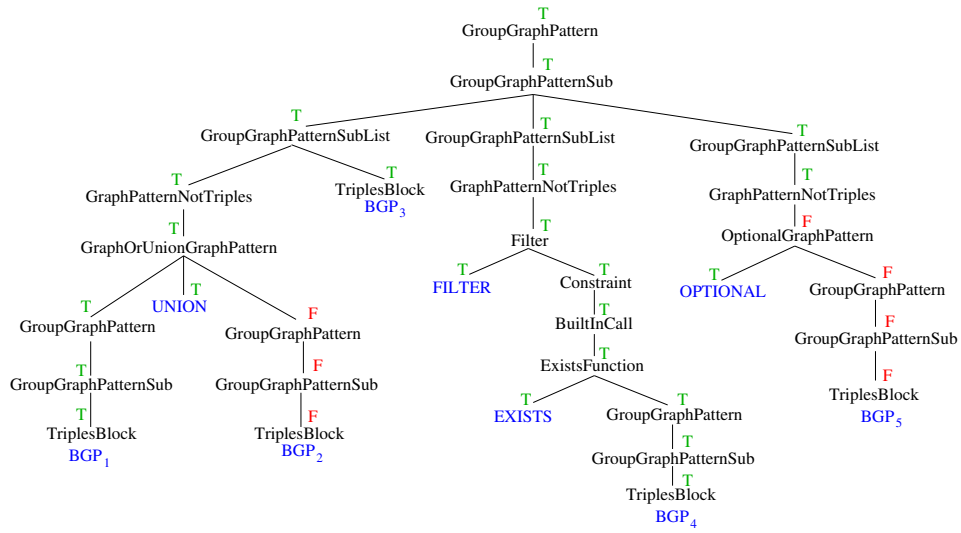 T
GroupGraphPattern
T
GroupGraphPatternSub
T
GroupGraphPatternSubList
T
GroupGraphPatternSubList
T
GroupGraphPatternSubList
T
GraphPatternNotTriples
T
TriplesBlock
BGP3
T
GraphPatternNotTriples
T
GraphPatternNotTriples
T
GraphOrUnionGraphPattern
T
Filter
F
OptionalGraphPattern
T
GroupGraphPattern
T
UNION
F
GroupGraphPattern
T
FILTER
T
Constraint
T
OPTIONAL
F
GroupGraphPattern
T
BuiltInCall
F
GroupGraphPatternSub
T
GroupGraphPatternSub
F
GroupGraphPatternSub
T
ExistsFunction
F
TriplesBlock
BGP5
T
TriplesBlock
BGP1
F
TriplesBlock
BGP2
T
EXISTS
T
GroupGraphPattern
T
GroupGraphPatternSub
T
TriplesBlock
BGP4